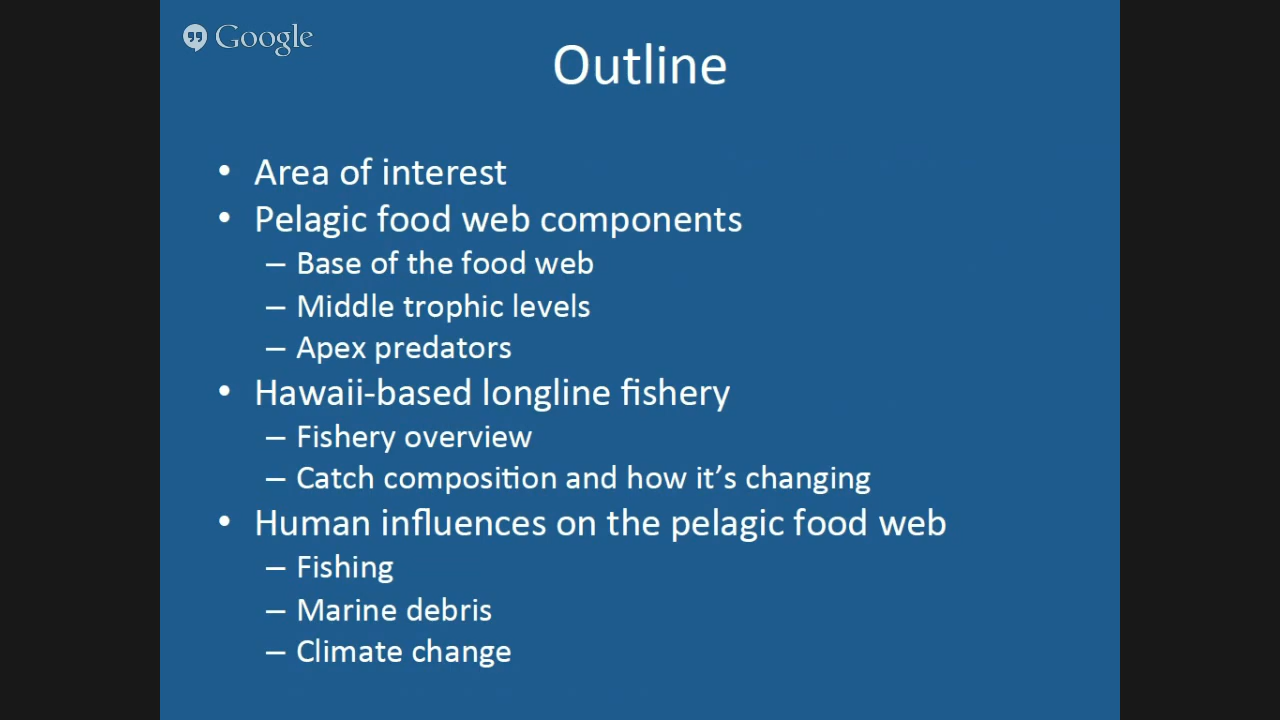 Google
Outline
• Area of interest
• Pelagic food web components
– Base of the food web
– Middle trophic levels
– Apex predators
• Hawaii-based longline fishery
– Fishery overview
– Catch composition and how it’s changing
• Human influences on the pelagic food web
– Fishing
– Marine debris
– Climate change